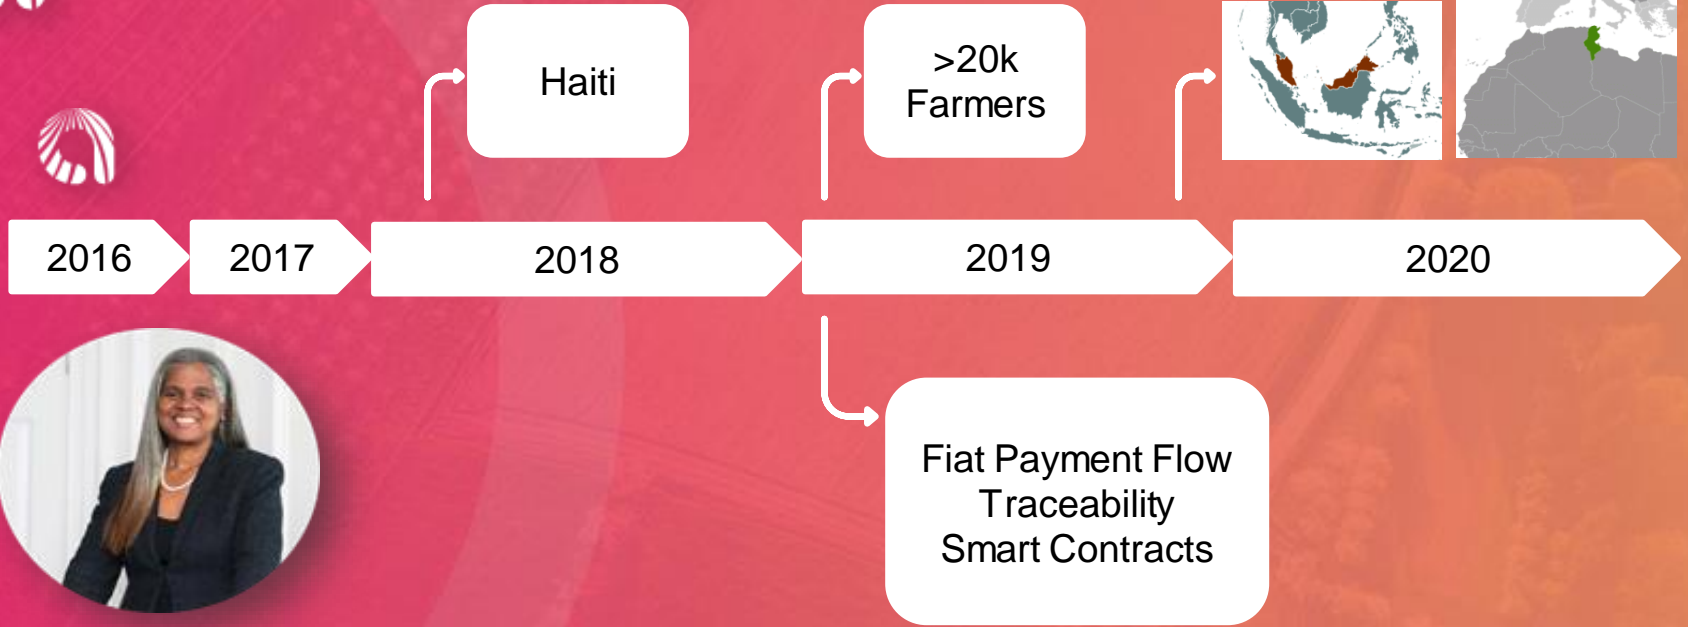 Haiti
>20k
Farmers
2016
2017
2018
2019
2020
Fiat Payment Flow
Traceability
Smart Contracts